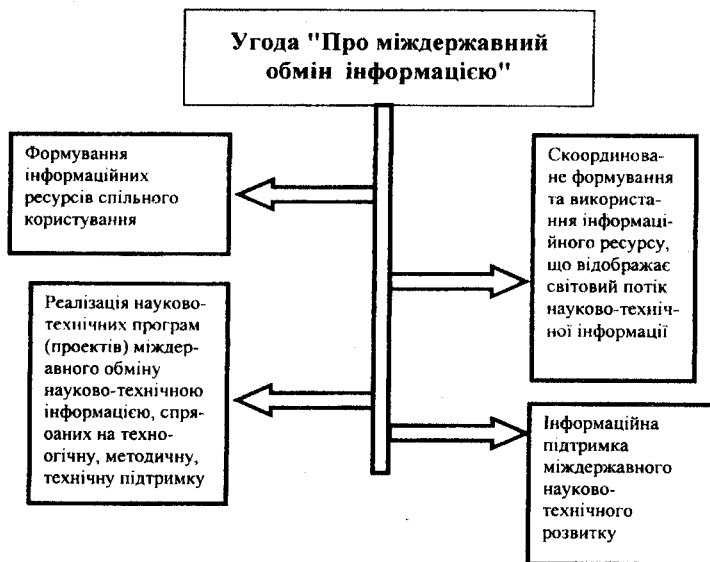 Угода "Про міждержавний
обмін інформацією"
Формування
інформаційних
ресурсів спільного
користування
Скоординова-
не формування
та використа-
ння інформаці-
йного ресурсу,
що відображає
світовий потік
науково-техніч-
ної інформації
Реалізація науково-
технічних програм
(проектів) міждер-
авного обміну
науково-технічною
інформацією, спря-
оаних на техно-
огічну, методичну,
технічну підтримку
Інформаційна
підтримка
міждержавного
науково-
технічного
розвитку